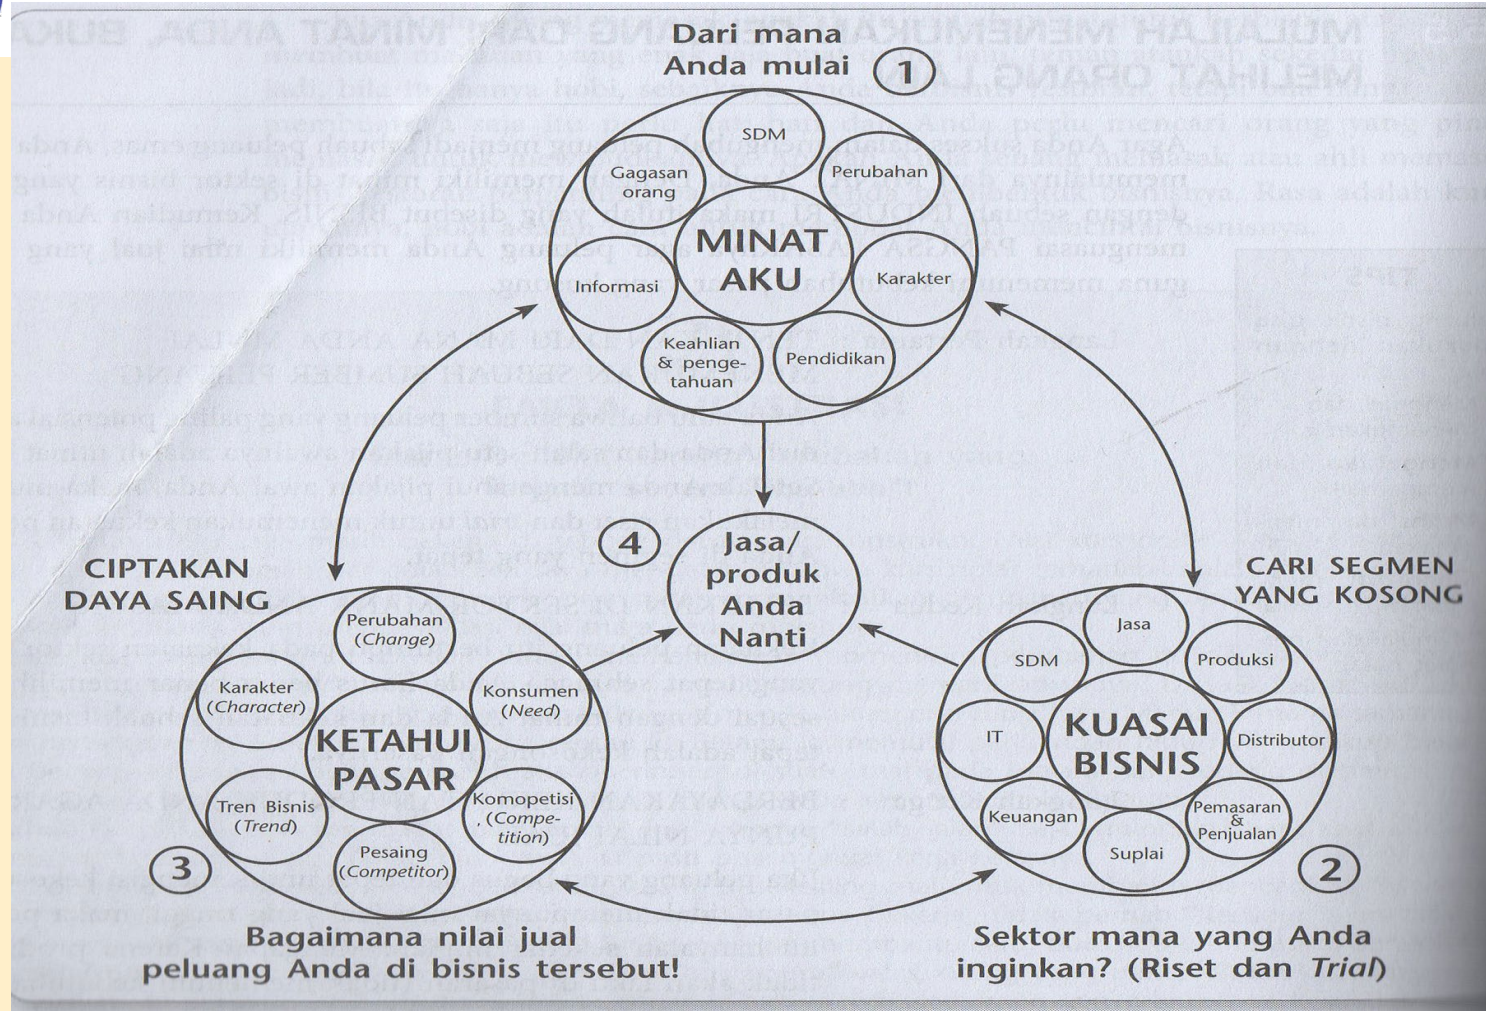 Dari mana
Anda mulai
1
SDM
Gagasan
orang
Perubahan
MINAT
AKU
Informasi
Karakter
Keahlian
& penge-
tahuan
Pendidikan
4
Jasa/
produk
Anda
Nanti
CIPTAKAN
DAYA SAING
Perubahan
(Change)
Karakter
(Character)
Konsumen
(Need)
KETAHUI
PASAR
Tren Bisnis
(Trend)
Komopetisi
(Compe-
tition)
Pesaing
(Competitor)
3
Bagaimana nilai jual
peluang Anda di bisnis tersebut!
CARI SEGMEN
YANG KOSONG
Jasa
SDM
Produksi
IT
KUASAI
BISNIS
Distributor
Keuangan
Pemasaran
&
Penjualan
Suplai
2
Sektor mana yang Anda
inginkan? (Riset dan Trial)